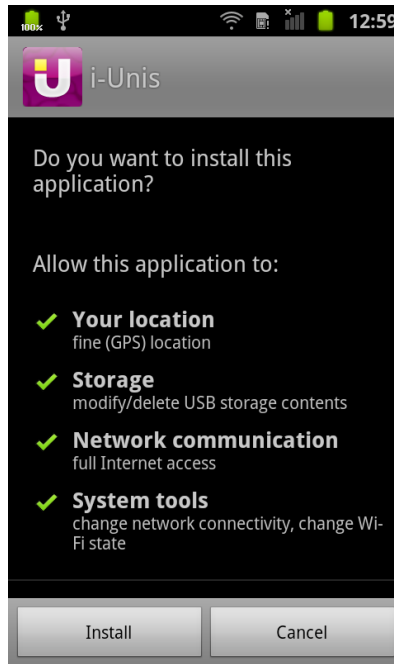 100%
12:59
i-Unis
Do you want to install this
application?
Allow this application to:
Your location
fine (GPS) location
Storage
modify/delete USB storage contents
Network communication
full Internet access
System tools
change network connectivity, change Wi-
Fi state
Install
Cancel